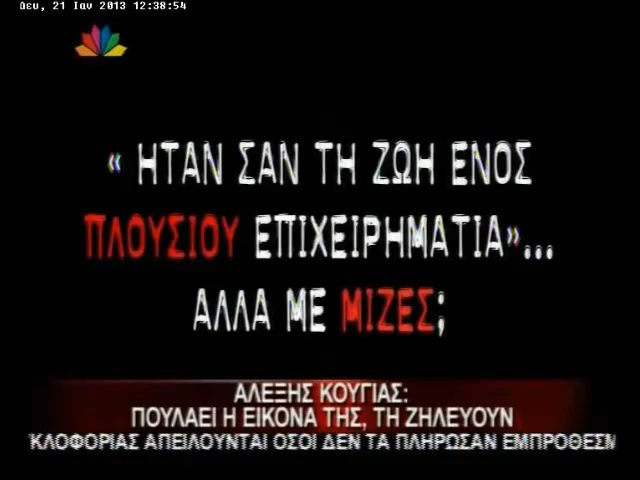 Δευ, 21 Ιαν 2013 12:38:54
« ΗΤΑΝ ΣΑΝ ΤΗ ΖΩΗ ΕΝΟΣ
ΠΛΟΥΣΙΟΥ ΕΠΙΧΕΙΡΗΜΑΤΙΑ»...
ΑΛΛΑ ΜΕ ΜΙΖΕΣ;
ΑΛΕΞΗΣ ΚΟΥΓΙΑΣ:
ΠΟΥΛΑΕΙ Η ΕΙΚΟΝΑ ΤΗΣ, ΤΗ ΖΗΛΕΥΟΥΝ
ΚΛΟΦΟΡΙΑΣ ΑΠΕΙΛΟΥΝΤΑΙ ΟΣΟΙ ΔΕΝ ΤΑ ΠΛΗΡΩΣΑΝ ΕΜΠΡΟΘΕΣΜ